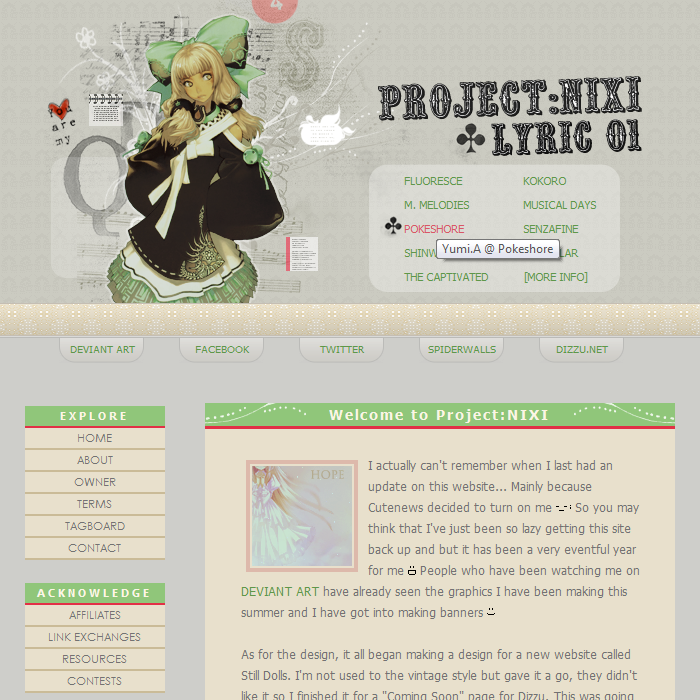 4
S
You
are
my
Q
PROJECT:NIXI
LYRIC 01
FLUORESCE
KOKORO
M. MELODIES
MUSICAL DAYS
POKESHORE
SENZAFINE
Yumi.A @ Pokeshore
THE CAPTIVATED
[MORE INFO]
DEVIANT ART
FACEBOOK
TWITTER
SPIDERWALLS
DIZZU.NET
EXPLORE
HOME
ABOUT
OWNER
TERMS
TAGBOARD
CONTACT
ACKNOWLEDGE
AFFILIATES
LINK EXCHANGES
RESOURCES
CONTESTS
Welcome to Project:NIXI
HOPE
I actually can't remember when I last had an
update on this website... Mainly because
Cutenews decided to turn on me So you may
think that I've just been so lazy getting this site
back up and but it has been a very eventful year
for me People who have been watching me on
DEVIANT ART have already seen the graphics I have been making this
summer and I have got into making banners
As for the design, it all began making a design for a new website called
Still Dolls. I'm not used to the vintage style but gave it a go, they didn't
like it so I finished it for a "Coming Soon" page for Dizzu. This was going